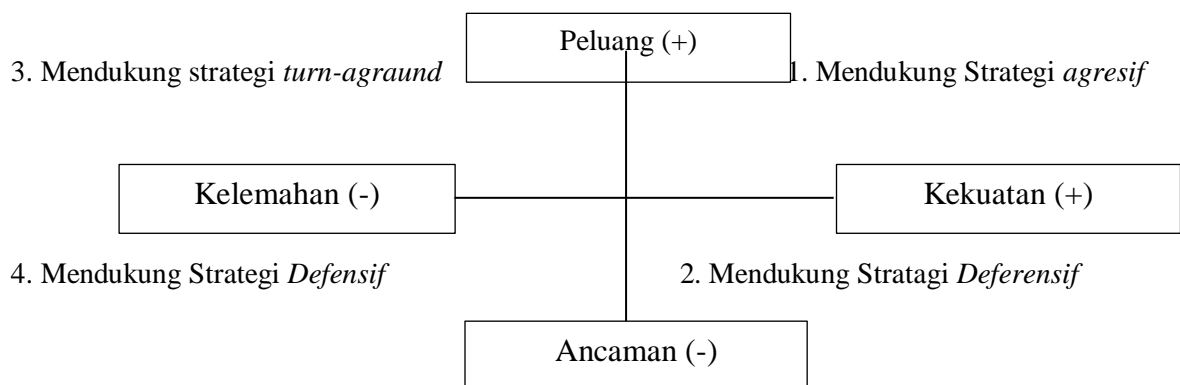 Peluang (+)
3. Mendukung strategi turn-agraund
1. Mendukung Strategi agresif
Kelemahan (-)
Kekuatan (+)
4. Mendukung Strategi Defensif
2. Mendukung Stratagi Deferensif
Ancaman (-)